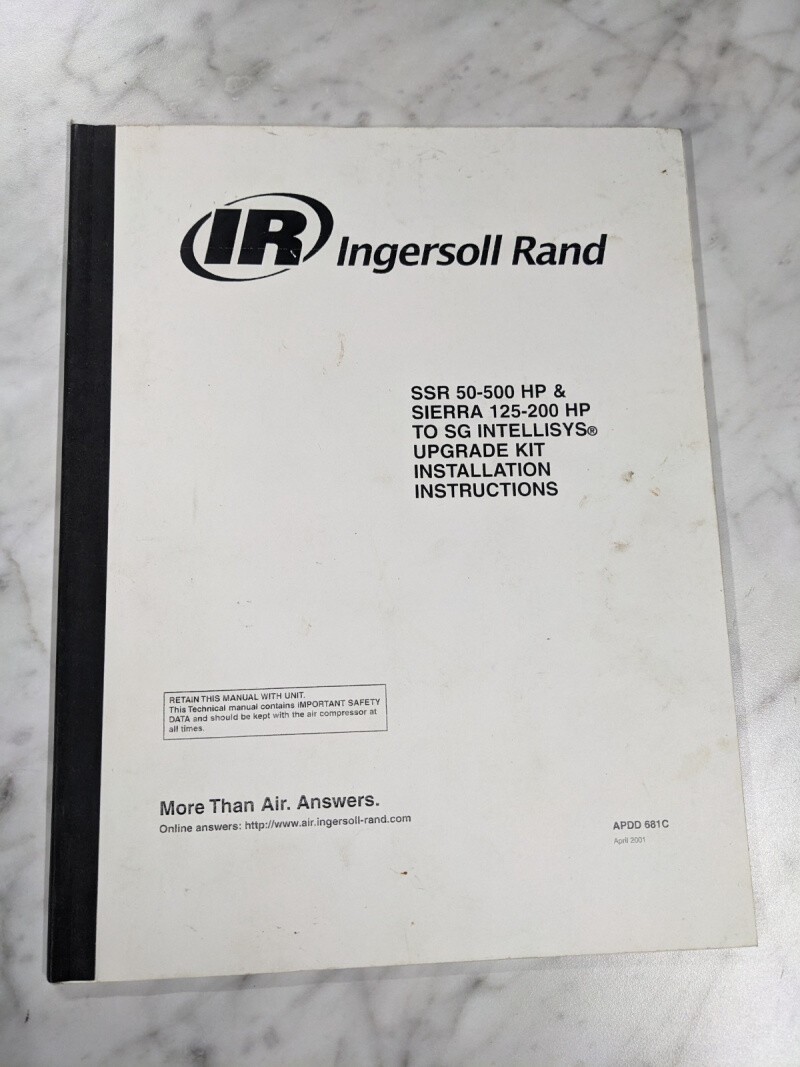 IR Ingersoll Rand
SSR 50-500 HP &
SIERRA 125-200 HP
TO SG INTELLISYS®
UPGRADE KIT
INSTALLATION
INSTRUCTIONS
RETAIN THIS MANUAL WITH UNIT.
This Technical manual contains IMPORTANT SAFETY
DATA and should be kept with the air compressor at
all times.
More Than Air. Answers.
Online answers: http://www.air.ingersoll-rand.com
APDD 681C
April 2001